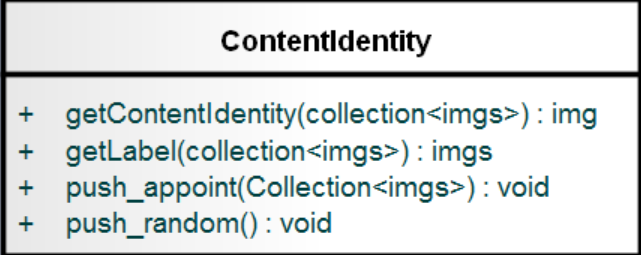 ContentIdentity
+ getContentIdentity(collection<imgs>) : img
+ getLabel(collection<imgs>) : imgs
+ push_appoint(Collection<imgs>) : void
+ push_random() : void